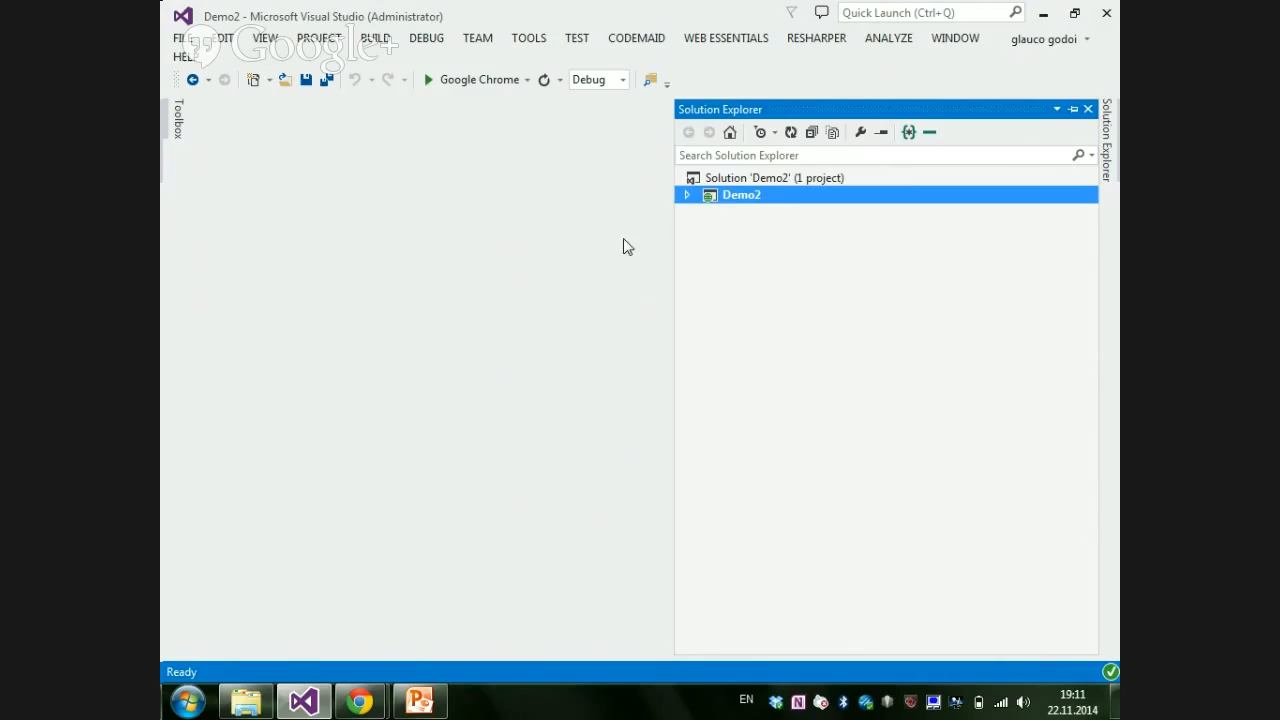 Demo2 - Microsoft Visual Studio (Administrator)
Quick Launch (Ctrl+Q)
Google+
EDIT VIEW PROJECT BUILD DEBUG TEAM TOOLS TEST CODEMAID WEB ESSENTIALS RESHARPER ANALYZE WINDOW glauco godoi
Google Chrome Debug
Toolbox
Solution Explorer
Solution Explorer
Search Solution Explorer
Solution 'Demo2' (1 project)
Demo2
Ready
EN
19:11
22.11.2014